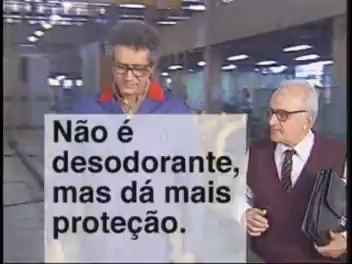 Não é
desodorante,
mas dá mais
proteção.